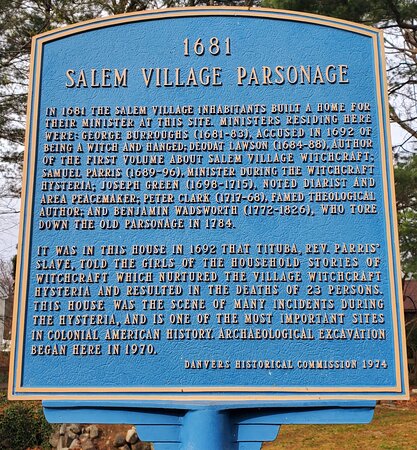 1681
SALEM VILLAGE PARSONAGE
IN 1681 THE SALEM VILLAGE INHABITANTS BUILT A HOME FOR
THEIR MINISTER AT THIS SITE. MINISTERS RESIDING HERE
WERE: GEORGE BURROUGHS (1681-83), ACCUSED IN 1692 OF
BEING A WITCH AND HANGED; DEODAT LAWSON (1684-88), AUTHOR
OF THE FIRST VOLUME ABOUT SALEM VILLAGE WITCHCRAFT;
SAMUEL PARRIS (1689-96), MINISTER DURING THE WITCHCRAFT
HYSTERIA; JOSEPH GREEN (1698-1715), NOTED DIARIST AND
AREA PEACEMAKER; PETER CLARK (1717-68), FAMED THEOLOGICAL
AUTHOR; AND BENJAMIN WADSWORTH (1772-1826), WHO TORE
DOWN THE OLD PARSONAGE IN 1784.
IT WAS IN THIS HOUSE IN 1692 THAT TITUBA, REV. PARRIS'
SLAVE, TOLD THE GIRLS OF THE HOUSEHOLD STORIES OF
WITCHCRAFT WHICH NURTURED THE VILLAGE WITCHCRAFT
HYSTERIA AND RESULTED IN THE DEATHS OF 23 PERSONS.
THIS HOUSE WAS THE SCENE OF MANY INCIDENTS DURING
THE HYSTERIA, AND IS ONE OF THE MOST IMPORTANT SITES
IN COLONIAL AMERICAN HISTORY. ARCHAEOLOGICAL EXCAVATION
BEGAN HERE IN 1970.
DANVERS HISTORICAL COMMISSION 1974